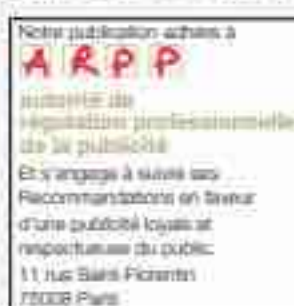 Notre publication adhère à
ARPP
autorité de
régulation professionnelle
de la publicité
Et s'engage à suivre ses
Recommandations en faveur
d'une publicité loyale et
respectueuse du public.
11 rue Saint-Florentin
75008 Paris